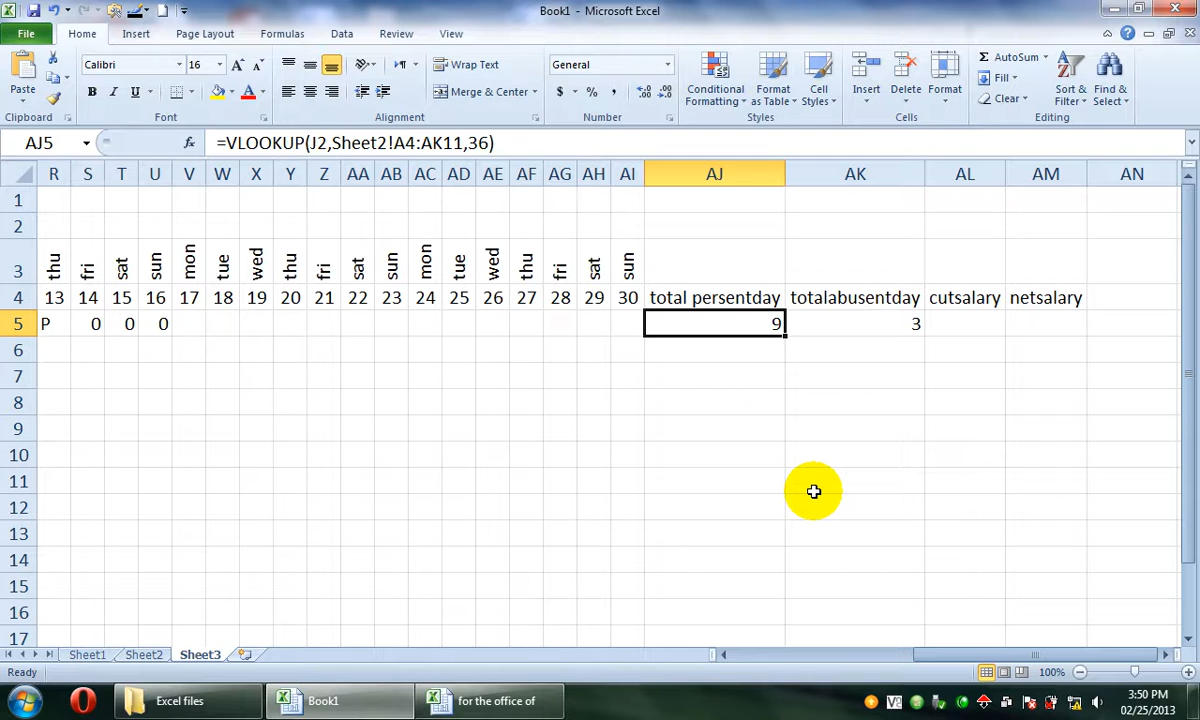 Book1 - Microsoft Excel
File Home Insert Page Layout Formulas Data Review View
Calibri 16 Wrap Text General AutoSum
Paste Merge & Center $ % , Conditional Formatting Format as Table Cell Styles Insert Delete Format Fill Clear Sort & Filter Find & Select
Clipboard Font Alignment Number Styles Cells Editing
AJ5 fx =VLOOKUP(J2,Sheet2!A4:AK11,36)
R S T U V W X Y Z AA AB AC AD AE AF AG AH AI AJ AK AL AM AN
1
2
3 thu fri sat sun mon tue wed thu fri sat sun mon tue wed thu fri sat sun
4 13 14 15 16 17 18 19 20 21 22 23 24 25 26 27 28 29 30 total persentday totalabusentday cutsalary netsalary
5 P 0 0 0 9 3
6
7
8
9
10
11
12
13
14
15
16
17
Sheet1 Sheet2 Sheet3
Ready 100%
Excel files Book1 for the office of 3:50 PM
02/25/2013